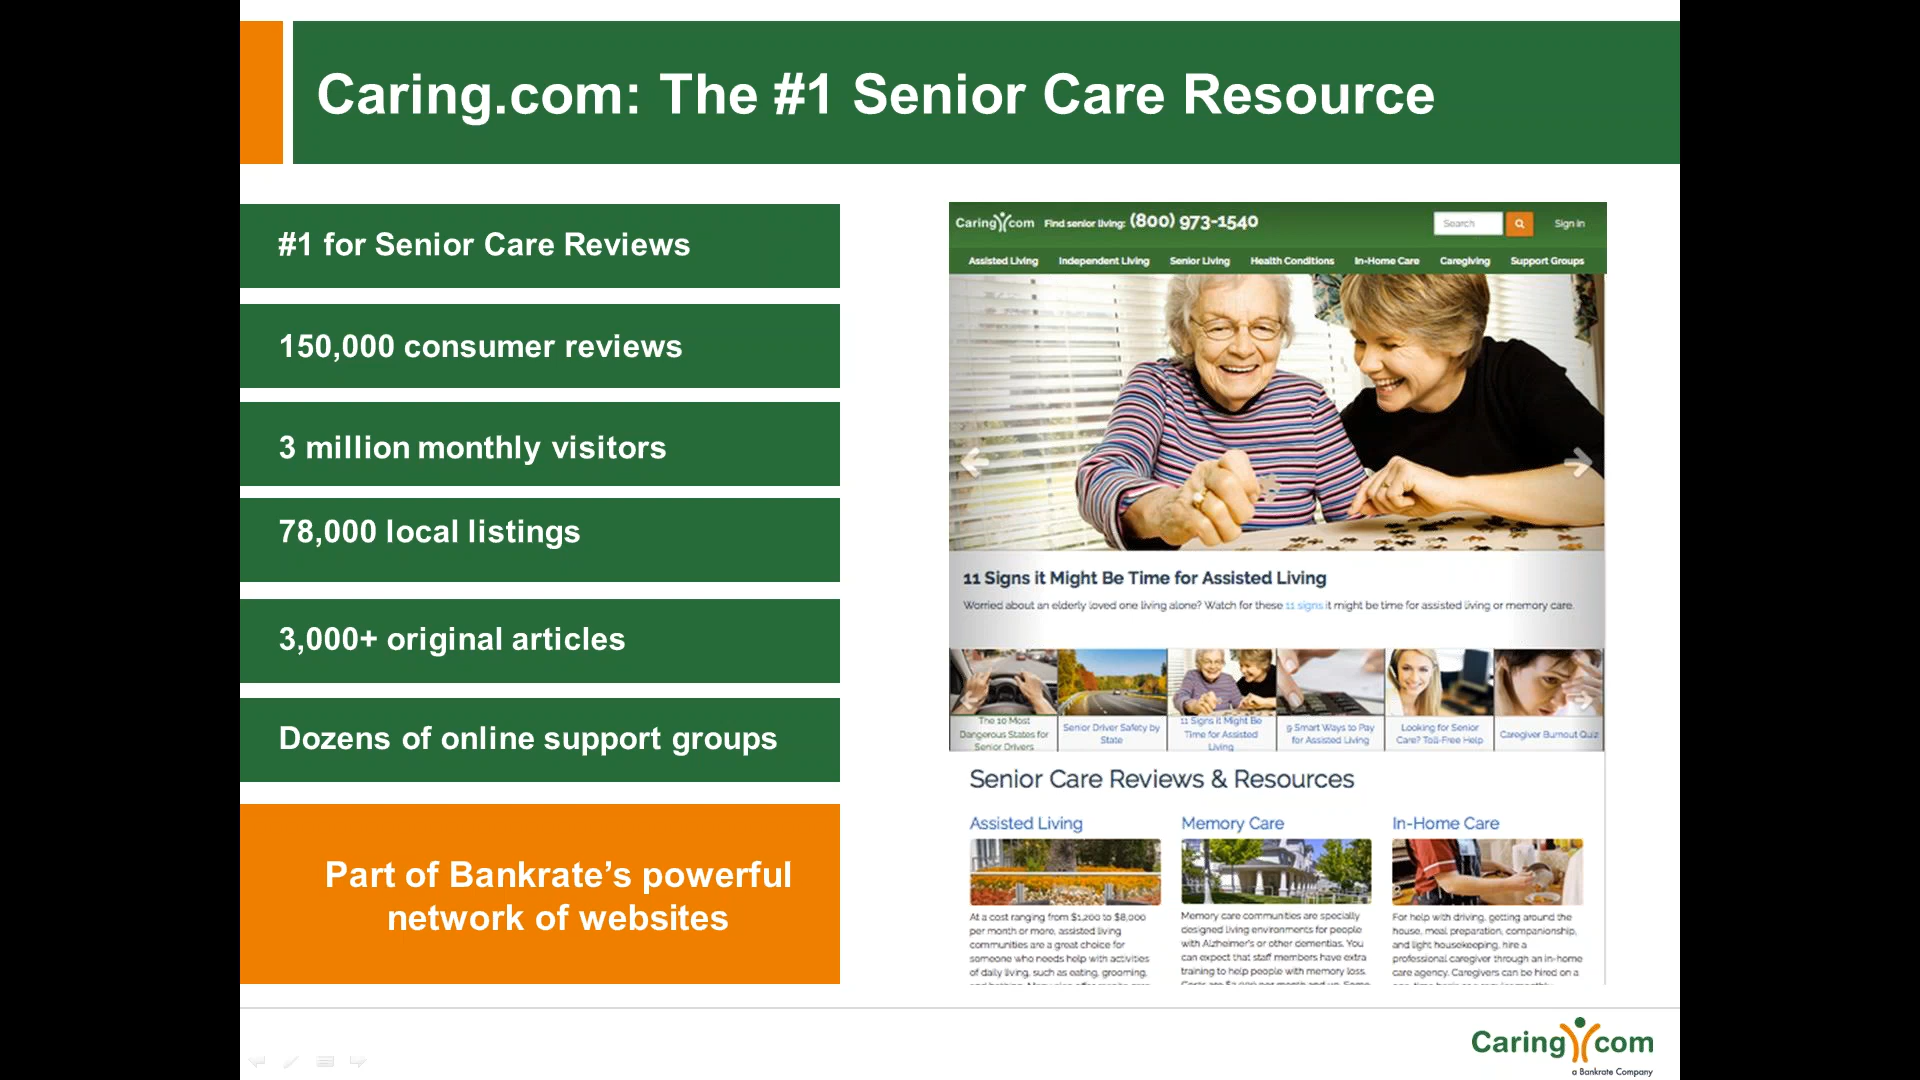 Caring.com: The #1 Senior Care Resource
#1 for Senior Care Reviews
150,000 consumer reviews
3 million monthly visitors
78,000 local listings
3,000+ original articles
Dozens of online support groups
Part of Bankrate’s powerful
network of websites
Caring com Find senior living: (800) 973-1540 Search Sign in
Assisted Living Independent Living Senior Living Health Conditions In-Home Care Caregiving Support Groups
11 Signs it Might Be Time for Assisted Living
Worried about an elderly loved one living alone? Watch for these 11 signs it might be time for assisted living or memory care.
The 10 Most
Dangerous States for
Senior Drivers
Senior Driver Safety by
State
11 Signs it Might Be
Time for Assisted
Living
9 Smart Ways to Pay
for Assisted Living
Looking for Senior
Care? Toll-Free Help
Caregiver Burnout Quiz
Senior Care Reviews & Resources
Assisted Living
At a cost ranging from $1,200 to $8,000
per month or more, assisted living
communities are a great choice for
someone who needs help with activities
of daily living, such as eating, grooming,
Memory Care
Memory care communities are specially
designed living environments for people
with Alzheimer's or other dementias. You
can expect that staff members have extra
training to help people with memory loss.
In-Home Care
For help with driving, getting around the
house, meal preparation, companionship,
and light housekeeping, hire a
professional caregiver through an in-home
care agency. Caregivers can be hired on a
Caring com
a Bankrate Company